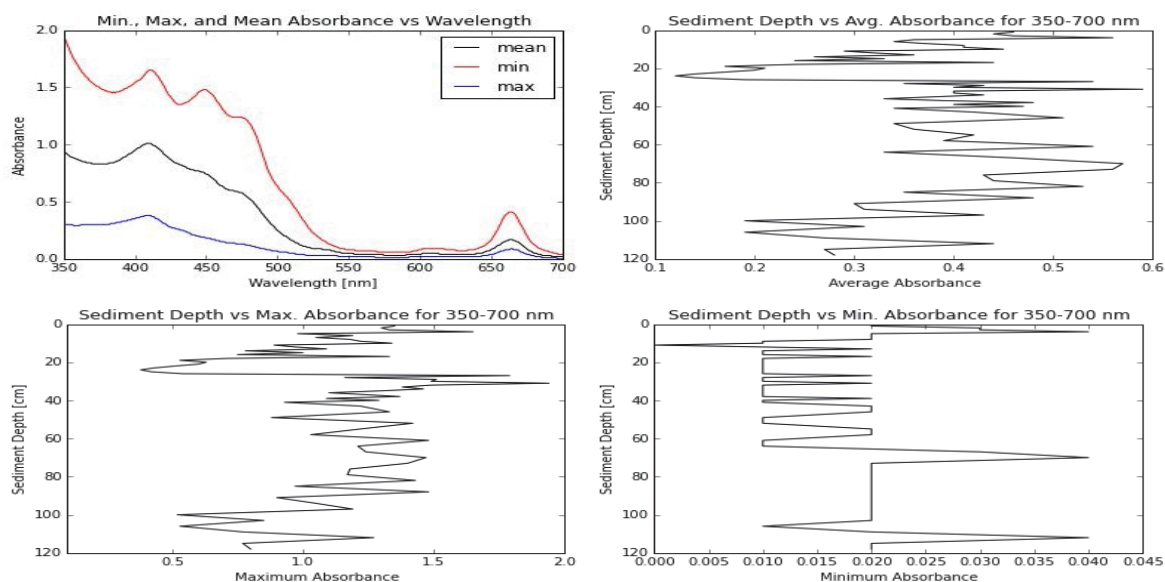 Min., Max, and Mean Absorbance vs Wavelength
2.0
1.5
1.0
0.5
0.0
Absorbance
mean
min
max
350 400 450 500 550 600 650 700
Wavelength [nm]
Sediment Depth vs Avg. Absorbance for 350-700 nm
0
20
40
60
80
100
120
Sediment Depth [cm]
0.1 0.2 0.3 0.4 0.5 0.6
Average Absorbance
Sediment Depth vs Max. Absorbance for 350-700 nm
0
20
40
60
80
100
120
Sediment Depth [cm]
0.5 1.0 1.5 2.0
Maximum Absorbance
Sediment Depth vs Min. Absorbance for 350-700 nm
0
20
40
60
80
100
120
Sediment Depth [cm]
0.000 0.005 0.010 0.015 0.020 0.025 0.030 0.035 0.040 0.045
Minimum Absorbance